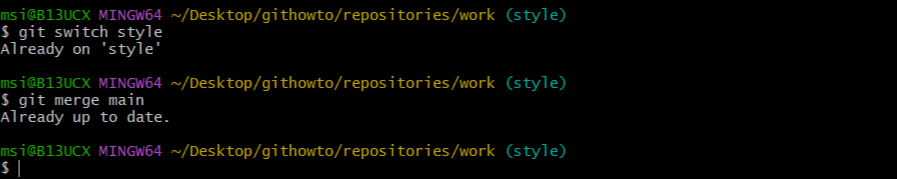 msi@B13UCX MINGW64 ~/Desktop/githowto/repositories/work (style)
$ git switch style
Already on 'style'
msi@B13UCX MINGW64 ~/Desktop/githowto/repositories/work (style)
$ git merge main
Already up to date.
msi@B13UCX MINGW64 ~/Desktop/githowto/repositories/work (style)
$